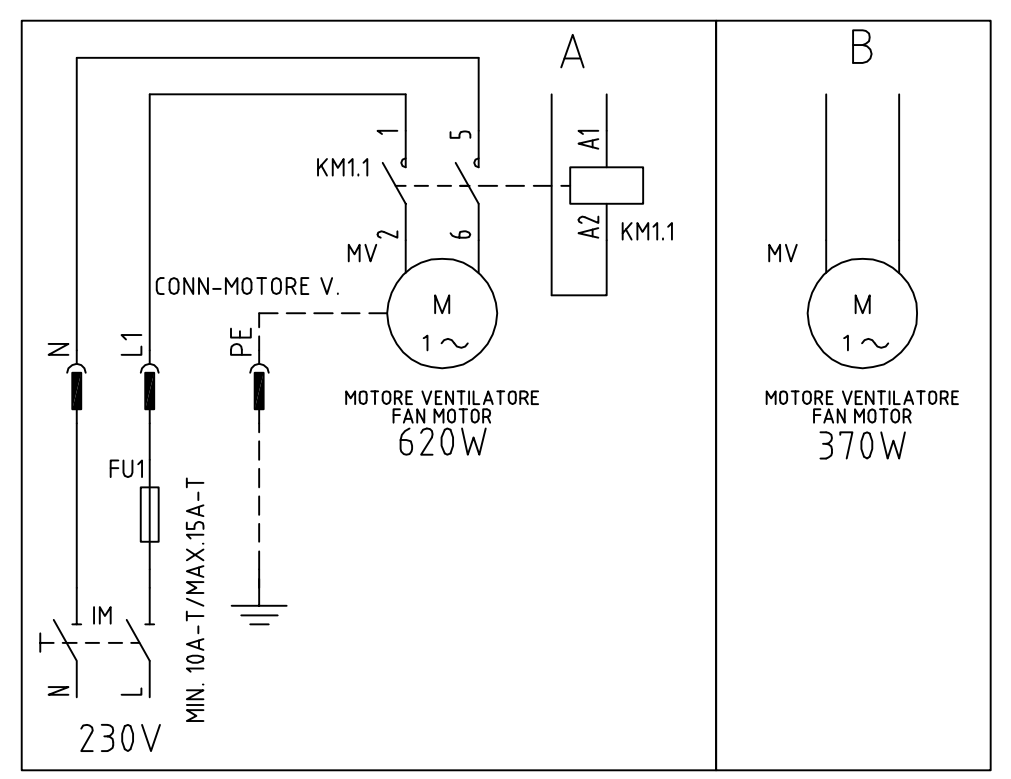 A
B
1
5
A1
KM1.1
2
6
A2
KM1.1
MV
MV
CONN-MOTORE V.
M
1
M
1
N
L1
PE
MOTORE VENTILATORE
FAN MOTOR
620W
MOTORE VENTILATORE
FAN MOTOR
370W
FU1
MIN. 10A-T/MAX.15A-T
IM
N
L
230V